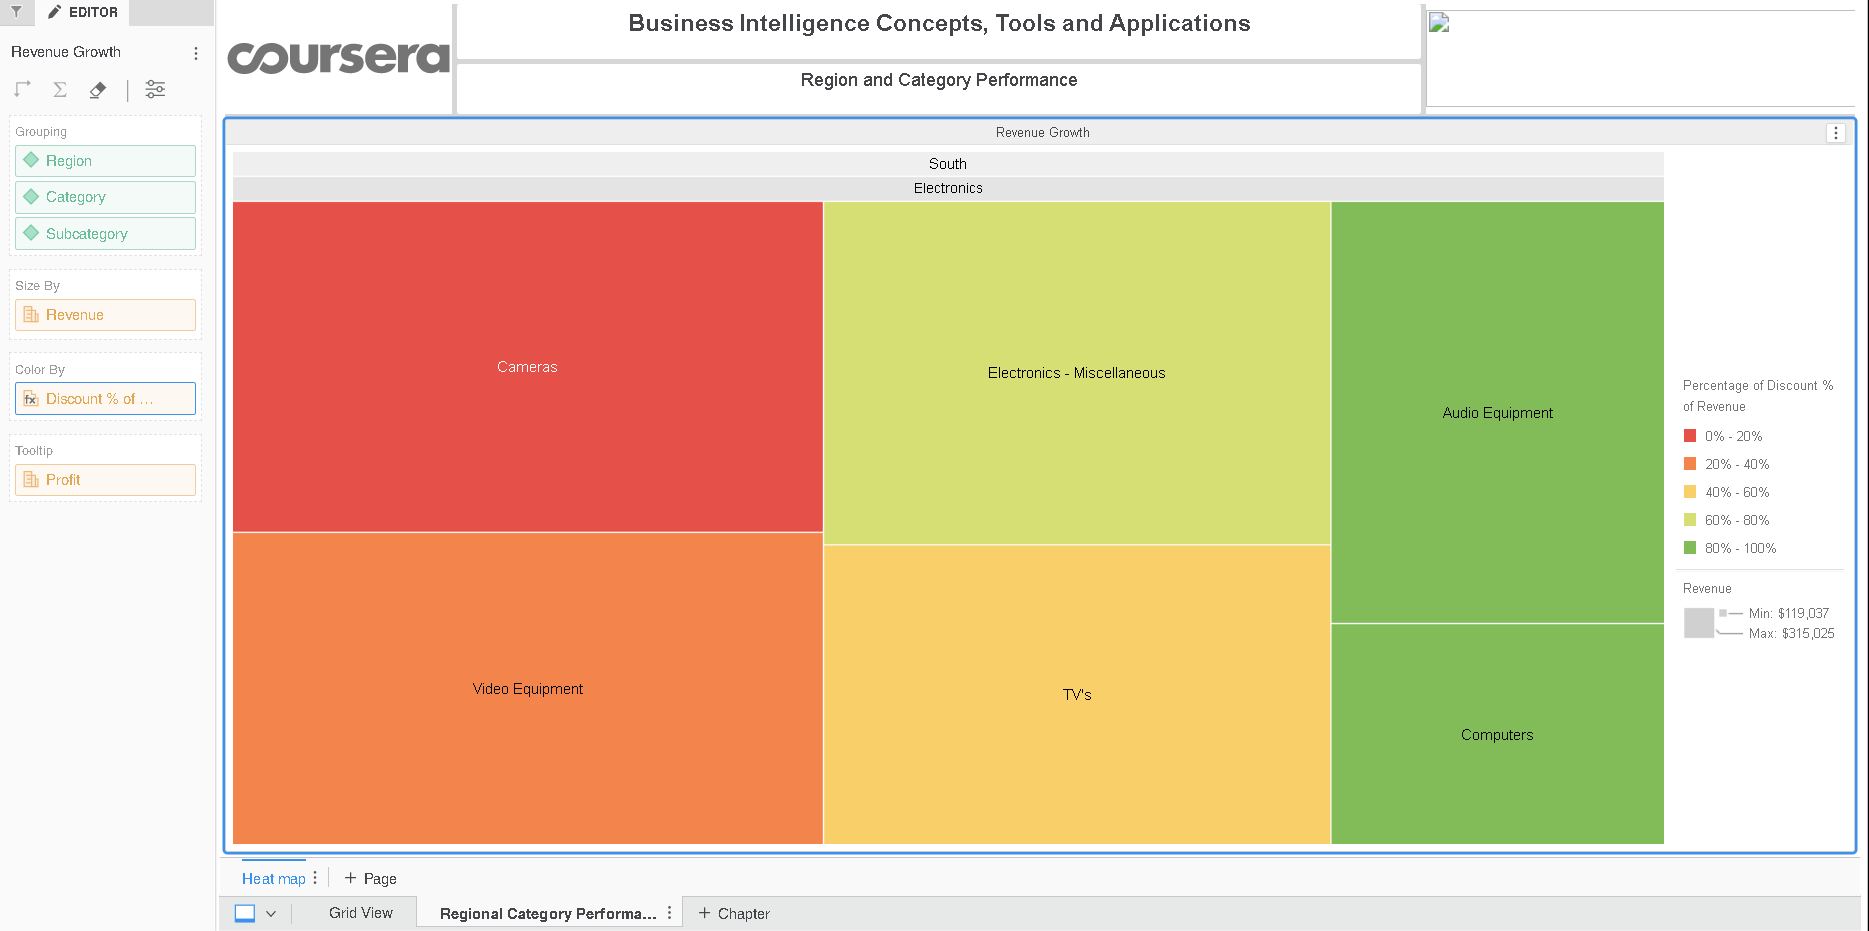 EDITOR
Revenue Growth
Grouping
Region
Category
Subcategory
Size By
Revenue
Color By
fx Discount % of ...
Tooltip
Profit
coursera
Business Intelligence Concepts, Tools and Applications
Region and Category Performance
Revenue Growth
South
Electronics
Cameras
Electronics - Miscellaneous
Audio Equipment
Video Equipment
TV's
Computers
Percentage of Discount %
of Revenue
0% - 20%
20% - 40%
40% - 60%
60% - 80%
80% - 100%
Revenue
Min: $119,037
Max: $315,025
Heat map
+ Page
Grid View
Regional Category Performa...
+ Chapter